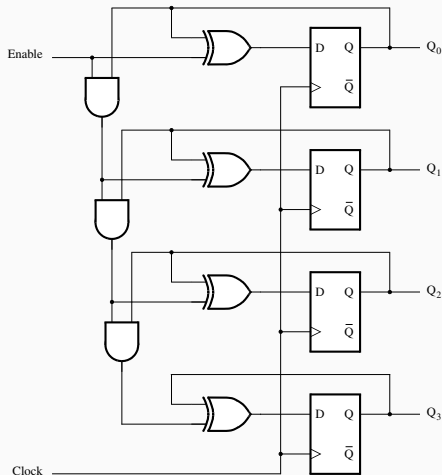 D Q Q₀
Enable
Q̅
D Q Q₁
Q̅
D Q Q₂
Q̅
D Q Q₃
Q̅
Clock